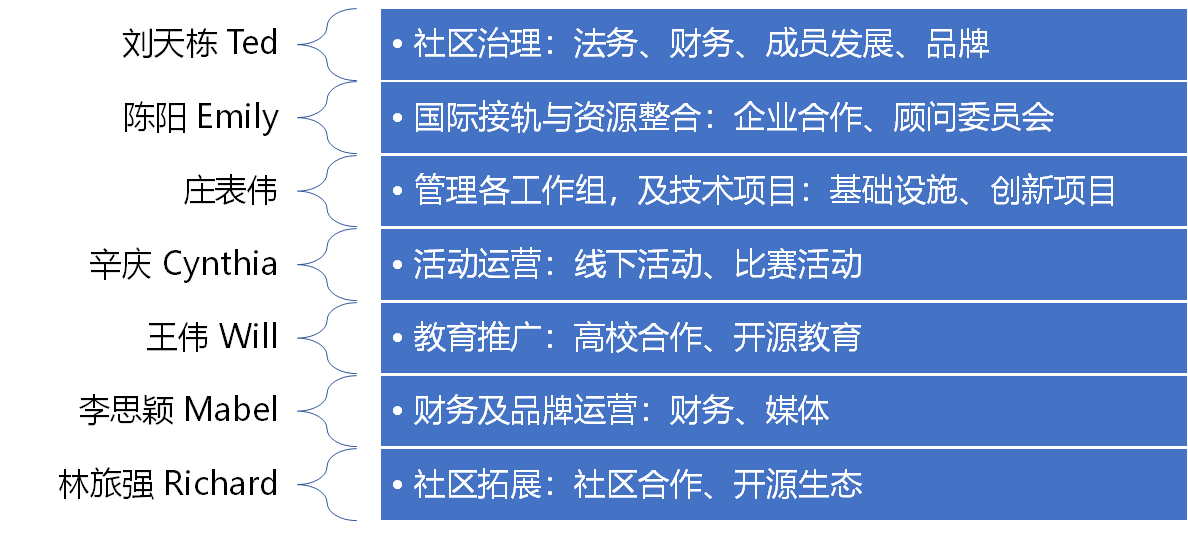 刘天栋 Ted
• 社区治理：法务、财务、成员发展、品牌
陈阳 Emily
• 国际接轨与资源整合：企业合作、顾问委员会
庄表伟
• 管理各工作组，及技术项目：基础设施、创新项目
辛庆 Cynthia
• 活动运营：线下活动、比赛活动
王伟 Will
• 教育推广：高校合作、开源教育
李思颖 Mabel
• 财务及品牌运营：财务、媒体
林旅强 Richard
• 社区拓展：社区合作、开源生态